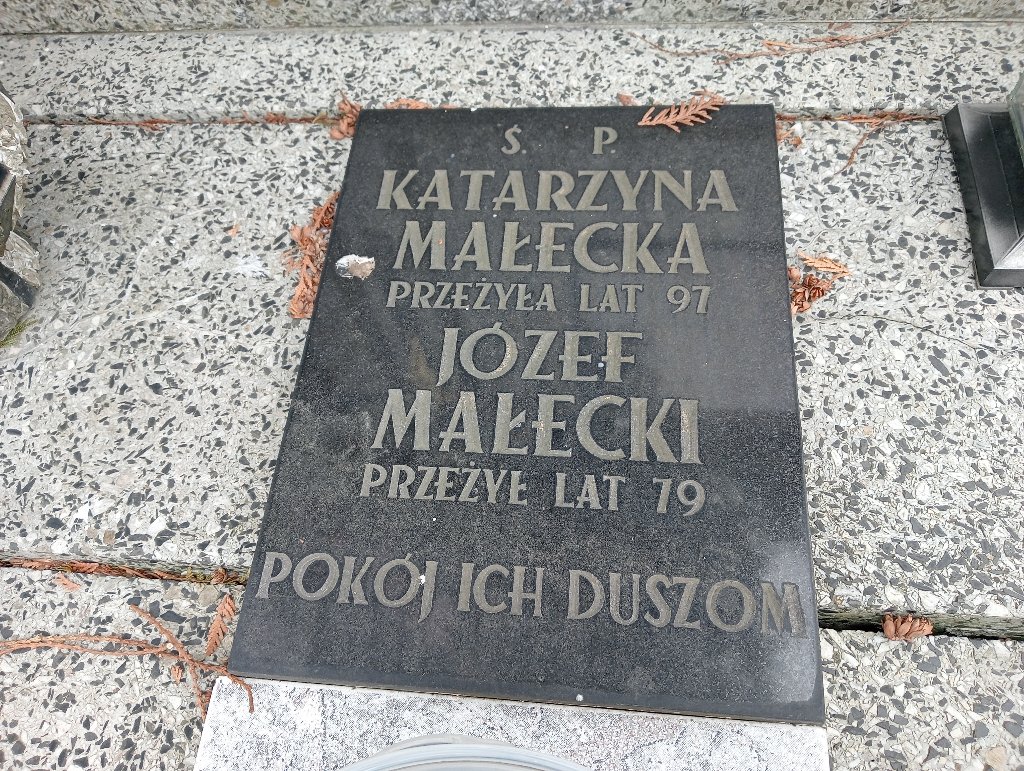 Ś. P.
KATARZYNA
MAŁECKA
PRZEŻYŁA LAT 97
JÓZEF
MAŁECKI
PRZEŻYŁ LAT 79
POKÓJ ICH DUSZOM